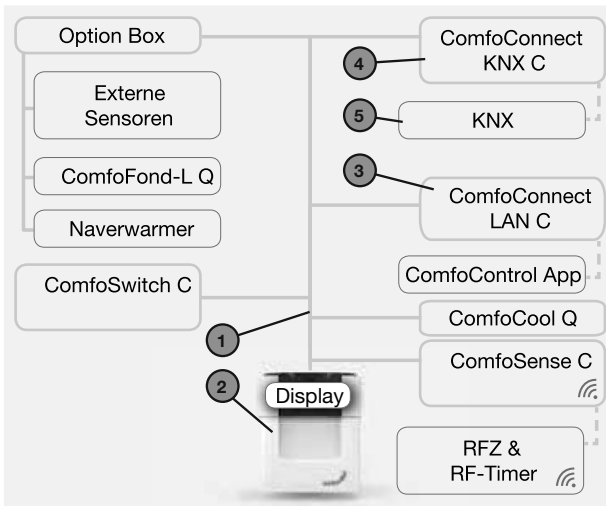 Option Box
Externe
Sensoren
ComfoFond-L Q
Naverwarmer
ComfoSwitch C
1
2
Display
4
ComfoConnect
KNX C
5
KNX
3
ComfoConnect
LAN C
ComfoControl App
ComfoCool Q
ComfoSense C
RFZ &
RF-Timer